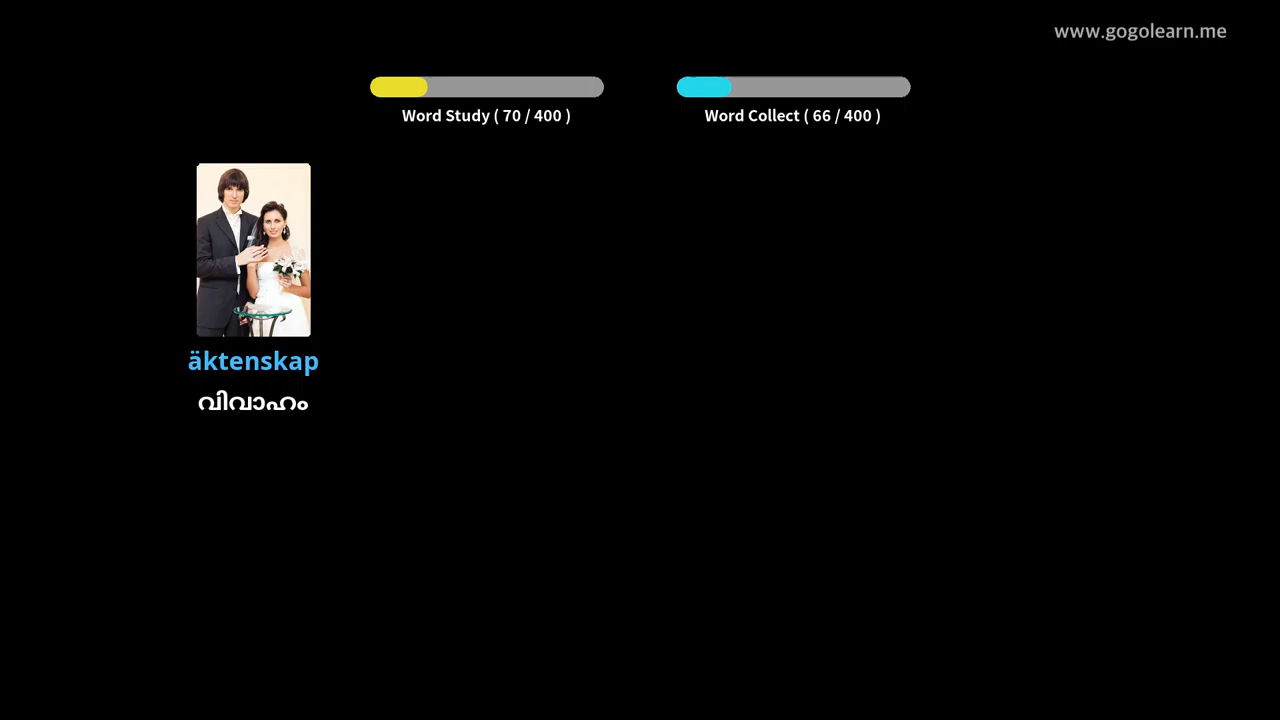 www.gogolearn.me
Word Study ( 70 / 400 )
Word Collect ( 66 / 400 )
äktenskap
വിവാഹം